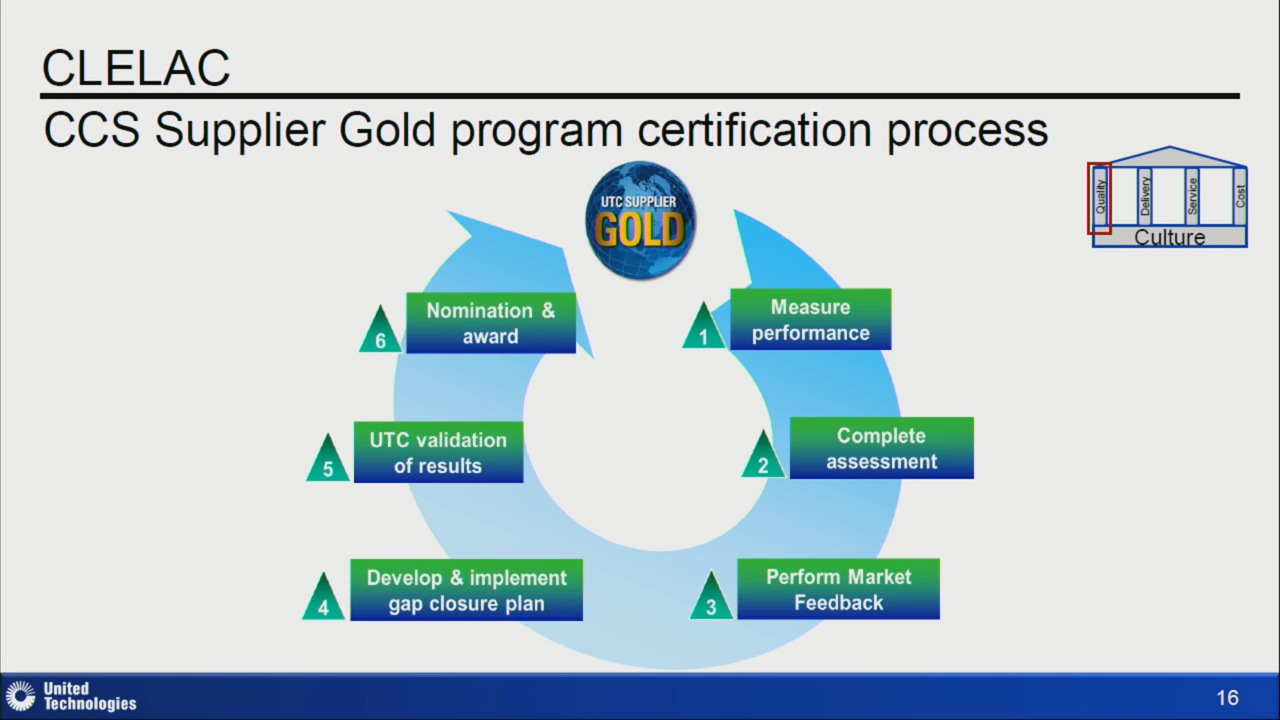 CLELAC
CCS Supplier Gold program certification process
UTC SUPPLIER
GOLD
Quality
Delivery
Service
Cost
Culture
1
Measure
performance
2
Complete
assessment
3
Perform Market
Feedback
4
Develop & implement
gap closure plan
5
UTC validation
of results
6
Nomination &
award
United
Technologies
16